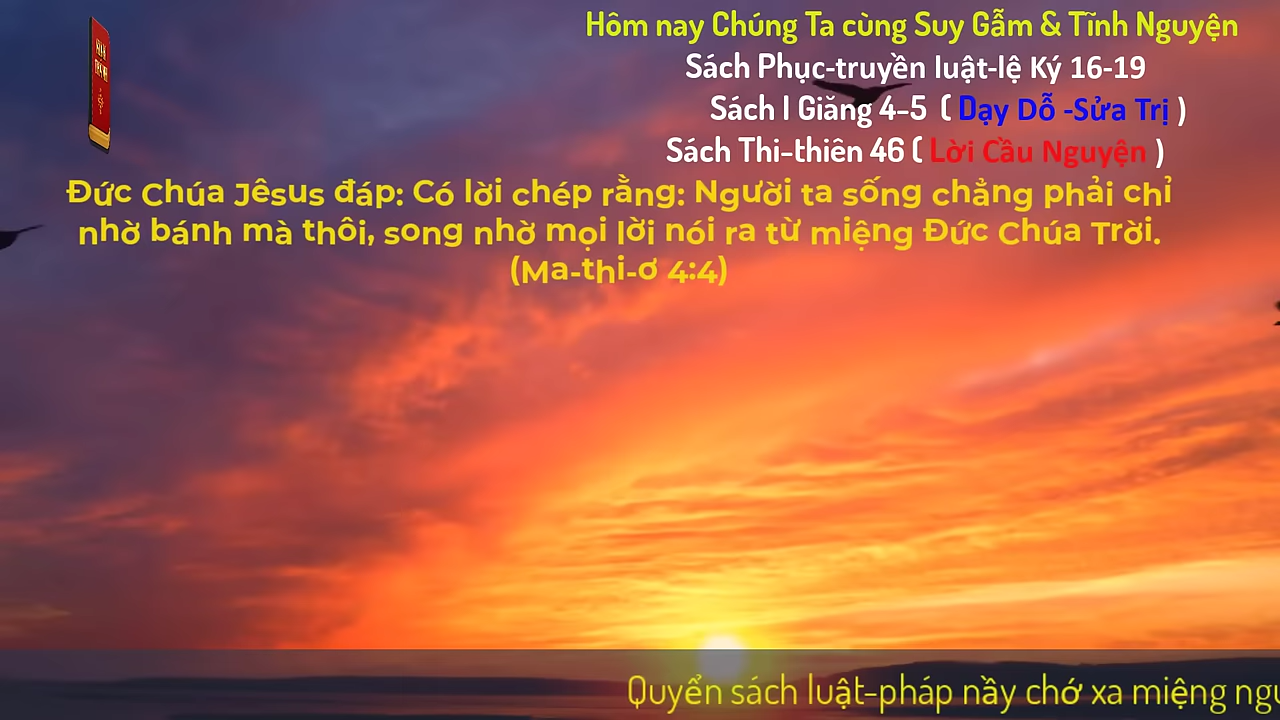 KINH
THÁNH
Hôm nay Chúng Ta cùng Suy Gẫm & Tĩnh Nguyện
Sách Phục-truyền luật-lệ Ký 16-19
Sách I Giăng 4-5 ( Dạy Dỗ -Sửa Trị )
Sách Thi-thiên 46 ( Lời Cầu Nguyện )
Đức Chúa Jêsus đáp: Có lời chép rằng: Người ta sống chẳng phải chỉ
nhờ bánh mà thôi, song nhờ mọi lời nói ra từ miệng Đức Chúa Trời.
(Ma-thi-ơ 4:4)
Quyển sách luật-pháp nầy chớ xa miệng ngư